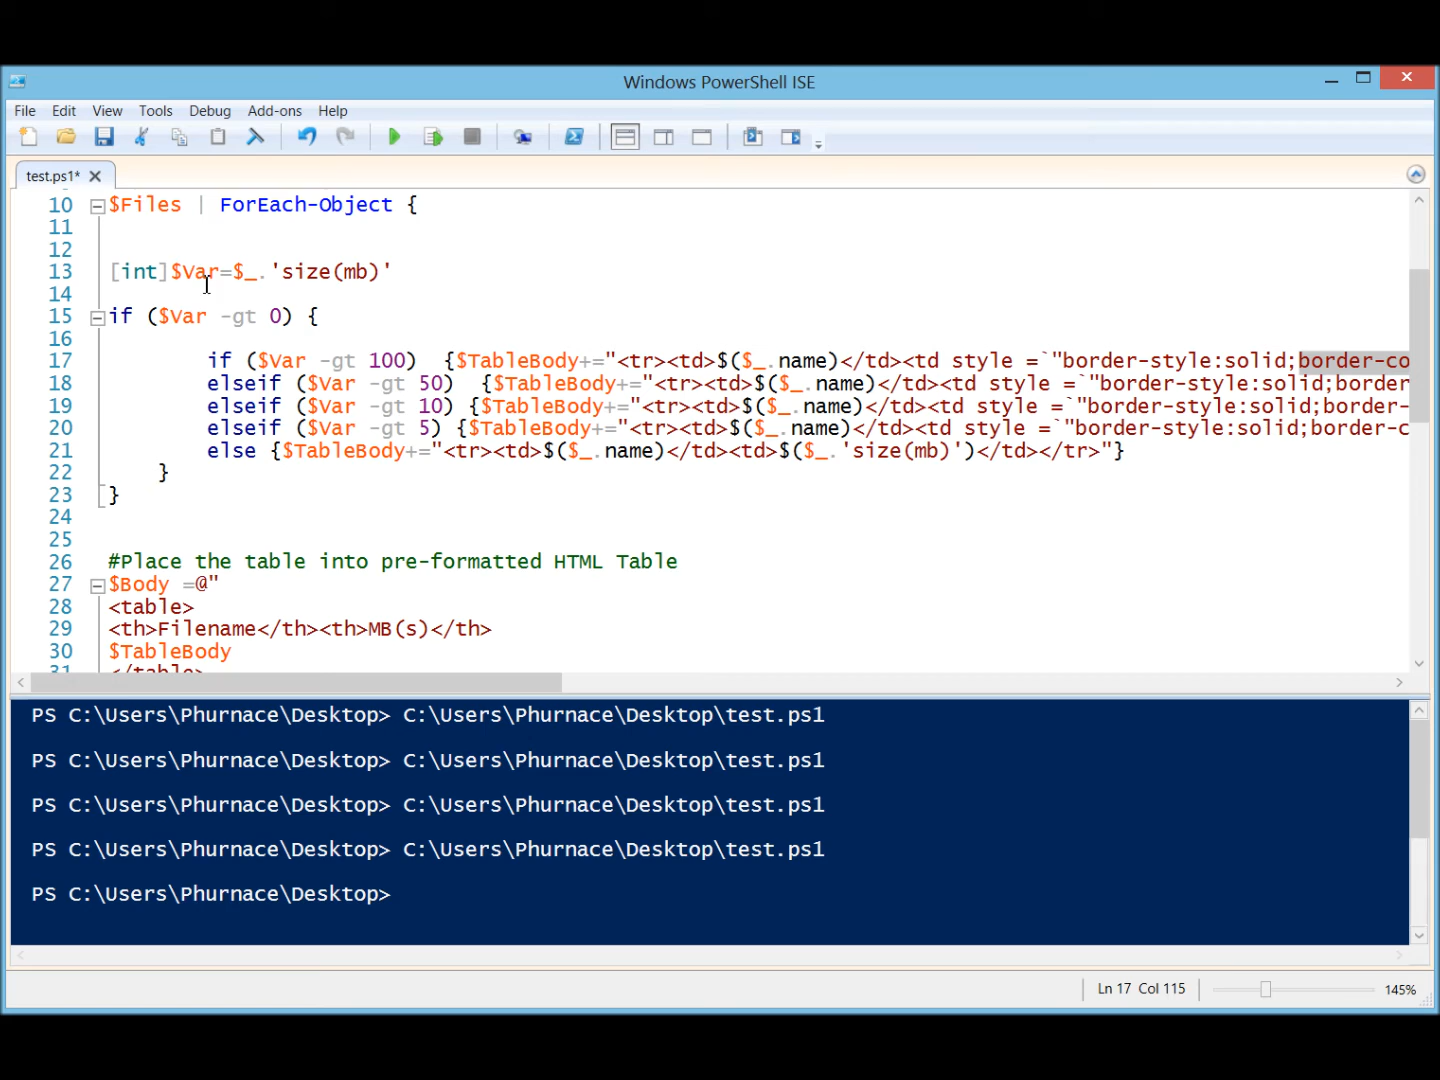 Windows PowerShell ISE
File Edit View Tools Debug Add-ons Help
test.ps1*
10 $Files | ForEach-Object {
11
12
13 [int]$Var=$_.'size(mb)'
14
15 if ($Var -gt 0) {
16
17 if ($Var -gt 100) {$TableBody+="<tr><td>$($_.name)</td><td style =`"border-style:solid;border-co
18 elseif ($Var -gt 50) {$TableBody+="<tr><td>$($_.name)</td><td style =`"border-style:solid;border
19 elseif ($Var -gt 10) {$TableBody+="<tr><td>$($_.name)</td><td style =`"border-style:solid;border-
20 elseif ($Var -gt 5) {$TableBody+="<tr><td>$($_.name)</td><td style =`"border-style:solid;border-c
21 else {$TableBody+="<tr><td>$($_.name)</td><td>$($_.'size(mb)')</td></tr>"}
22 }
23 }
24
25
26 #Place the table into pre-formatted HTML Table
27 $Body =@"
28 <table>
29 <th>Filename</th><th>MB(s)</th>
30 $TableBody
31 </table>
PS C:\Users\Phurnace\Desktop> C:\Users\Phurnace\Desktop\test.ps1
PS C:\Users\Phurnace\Desktop> C:\Users\Phurnace\Desktop\test.ps1
PS C:\Users\Phurnace\Desktop> C:\Users\Phurnace\Desktop\test.ps1
PS C:\Users\Phurnace\Desktop> C:\Users\Phurnace\Desktop\test.ps1
PS C:\Users\Phurnace\Desktop>
Ln 17 Col 115 145%